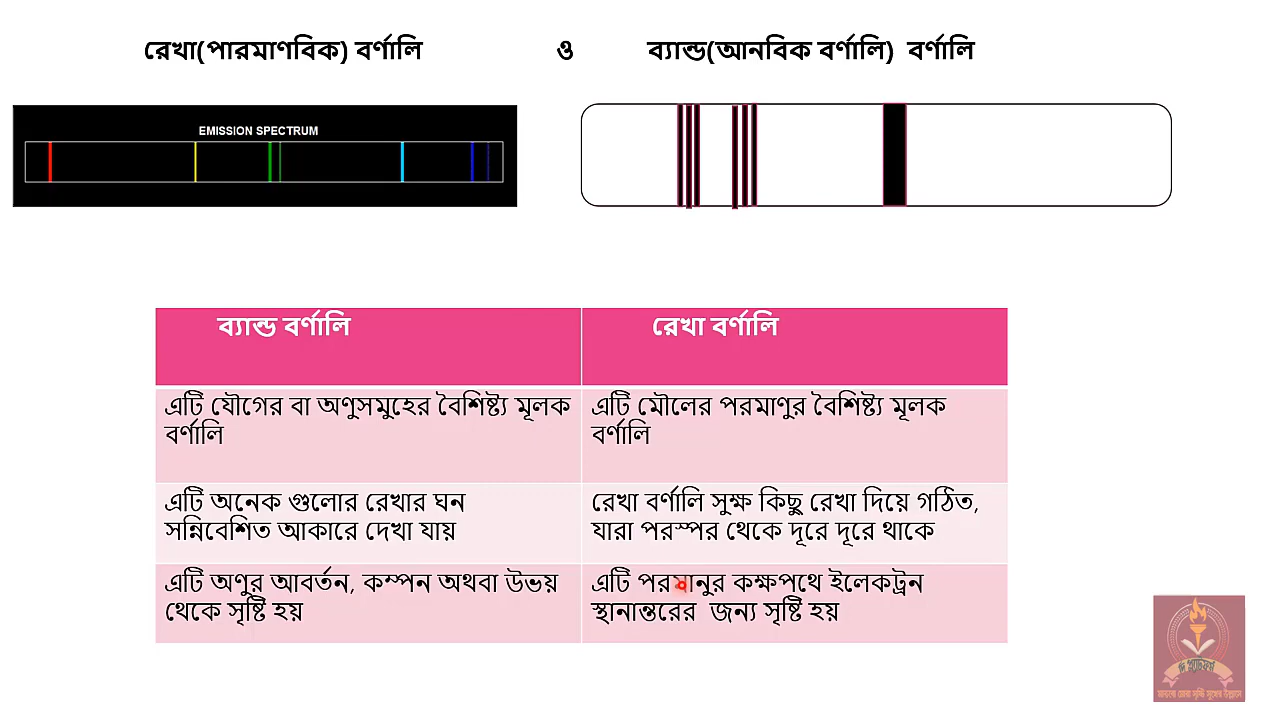 রেখা(পারমাণবিক) বর্ণালি ও ব্যান্ড(আনবিক বর্ণালি) বর্ণালি
EMISSION SPECTRUM
ব্যান্ড বর্ণালি
রেখা বর্ণালি
এটি যৌগের বা অণুসমুহের বৈশিষ্ট্য মূলক
বর্ণালি
এটি মৌলের পরমাণুর বৈশিষ্ট্য মূলক
বর্ণালি
এটি অনেক গুলোর রেখার ঘন
সন্নিবেশিত আকারে দেখা যায়
রেখা বর্ণালি সুক্ষ কিছু রেখা দিয়ে গঠিত,
যারা পরস্পর থেকে দূরে দূরে থাকে
এটি অণুর আবর্তন, কম্পন অথবা উভয়
থেকে সৃষ্টি হয়
এটি পরমানুর কক্ষপথে ইলেকট্রন
স্থানান্তরের জন্য সৃষ্টি হয়
দি প্ল্যাটফর্ম